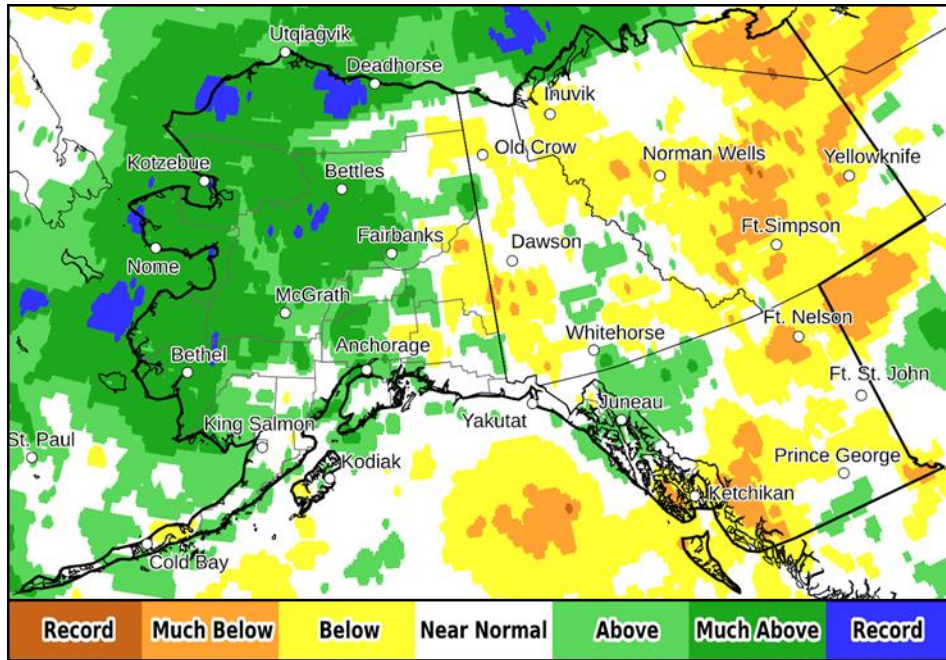 Utqiagvik
Deadhorse
Inuvik
Old Crow
Kotzebue
Bettles
Norman Wells
Yellowknife
Fairbanks
Dawson
Ft.Simpson
Nome
McGrath
Whitehorse
Ft. Nelson
Bethel
Anchorage
Ft. St. John
King Salmon
Yakutat
Juneau
St. Paul
Kodiak
Prince George
Ketchikan
Cold Bay
Record Much Below Below Near Normal Above Much Above Record